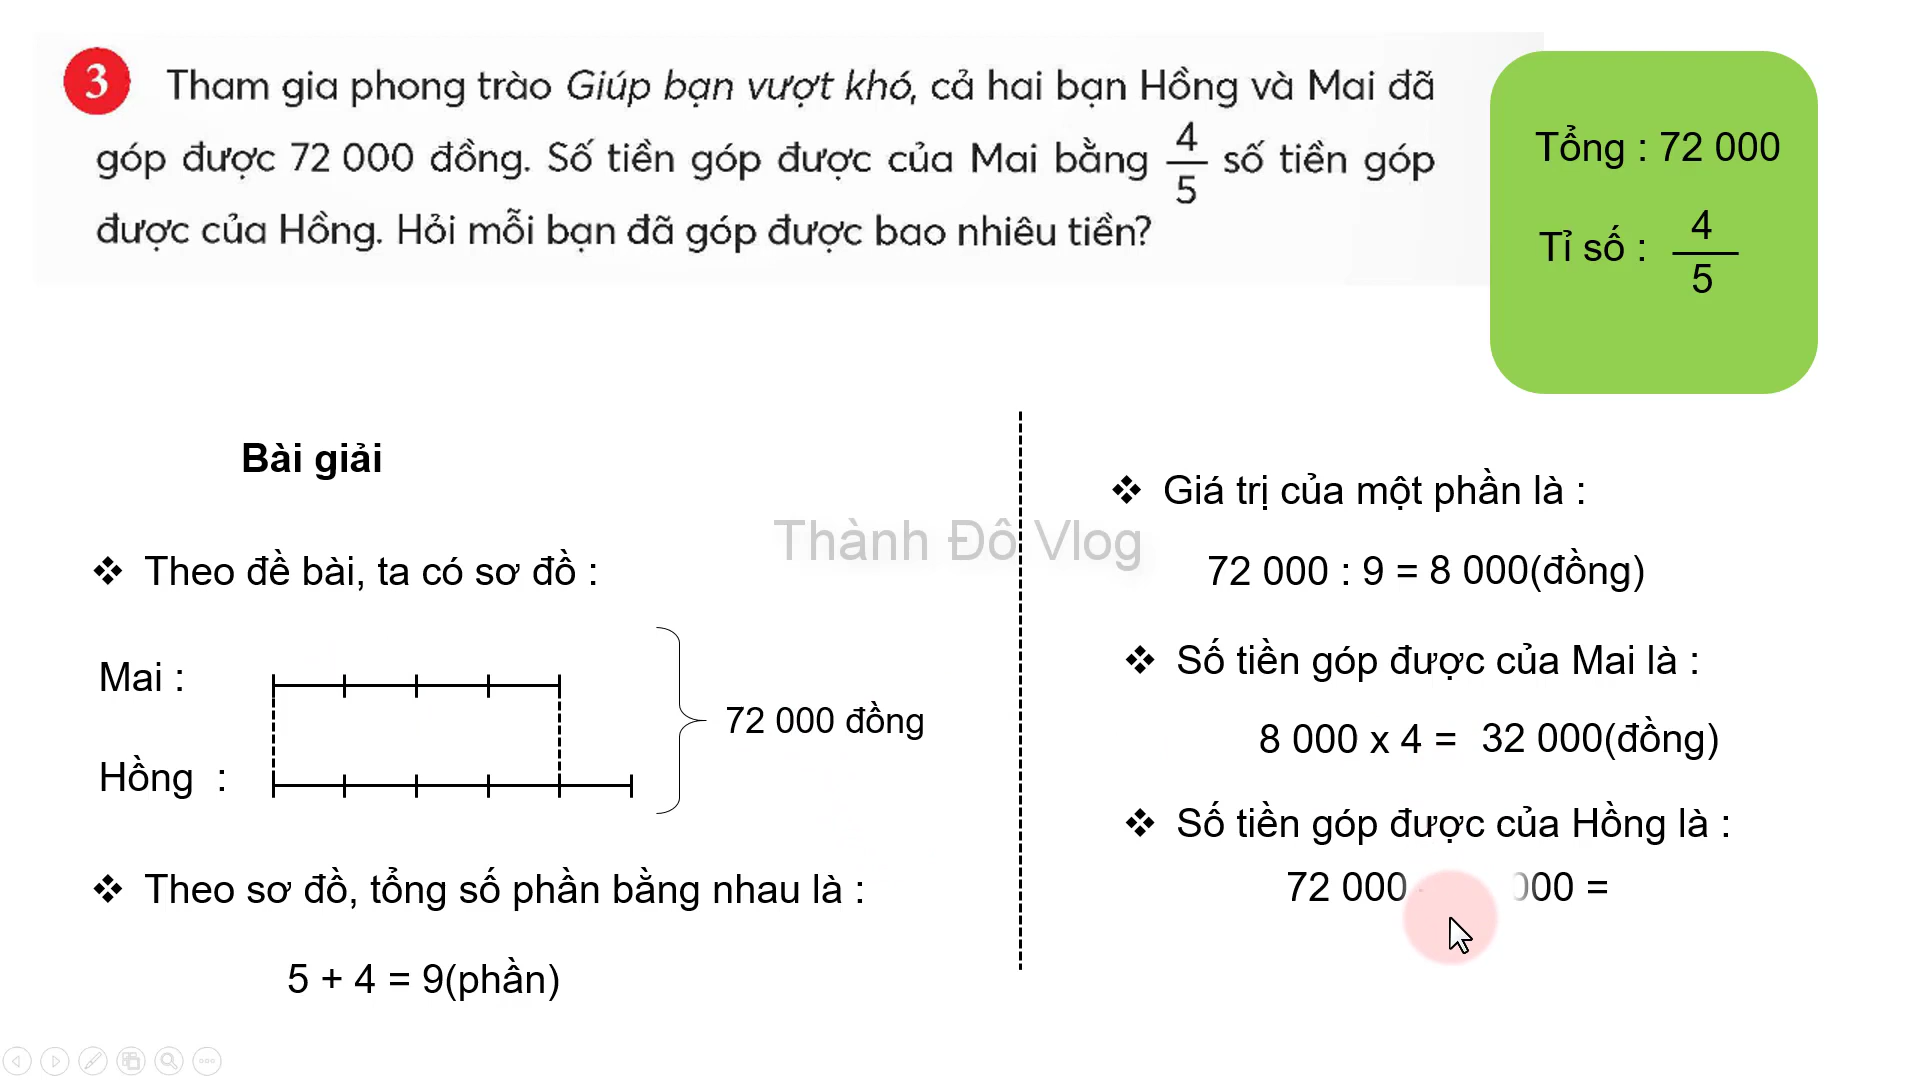 3 Tham gia phong trào Giúp bạn vượt khó, cả hai bạn Hồng và Mai đã
góp được 72 000 đồng. Số tiền góp được của Mai bằng 4/5 số tiền góp
được của Hồng. Hỏi mỗi bạn đã góp được bao nhiêu tiền?
Tổng : 72 000
Tỉ số : 4/5
Bài giải
Theo đề bài, ta có sơ đồ :
Mai :
72 000 đồng
Hồng :
Theo sơ đồ, tổng số phần bằng nhau là :
5 + 4 = 9(phần)
Thành Đô Vlog
Giá trị của một phần là :
72 000 : 9 = 8 000(đồng)
Số tiền góp được của Mai là :
8 000 x 4 = 32 000(đồng)
Số tiền góp được của Hồng là :
72 000 000 =